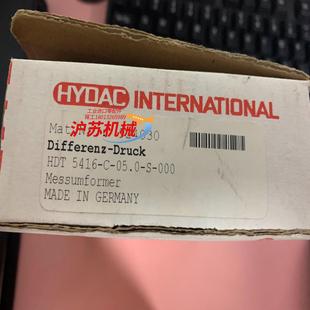 HYDAC INTERNATIONAL
沪苏机械
Differenz-Druck
HDT 5416-C-05.0-S-000
Messumformer
MADE IN GERMANY